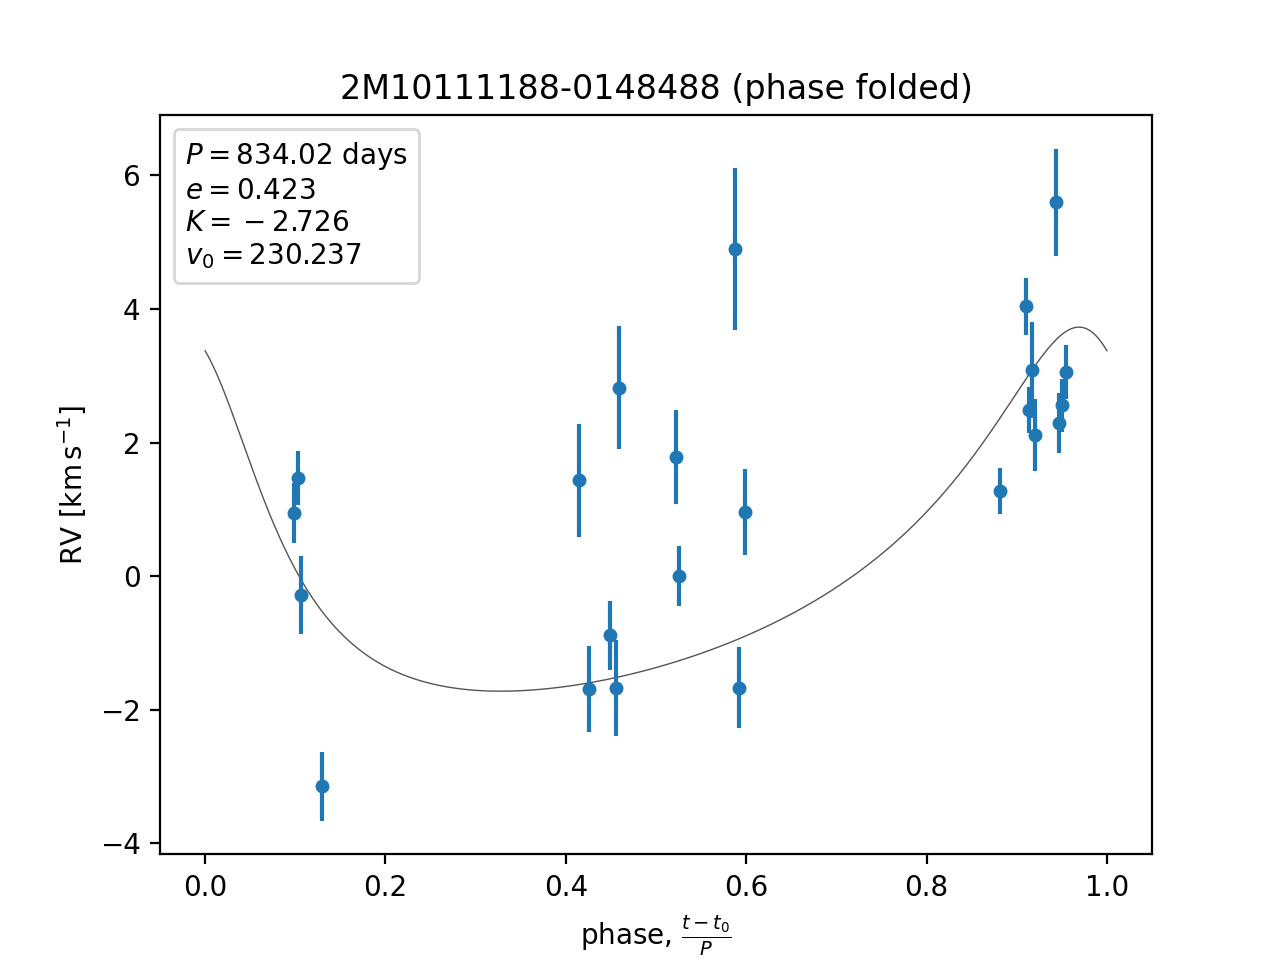 2M10111188-0148488 (phase folded)
P = 834.02 days
e = 0.423
K = −2.726
v₀ = 230.237
RV [km s⁻¹]
6
4
2
0
−2
−4
0.0 0.2 0.4 0.6 0.8 1.0
phase, (t − t₀)/P